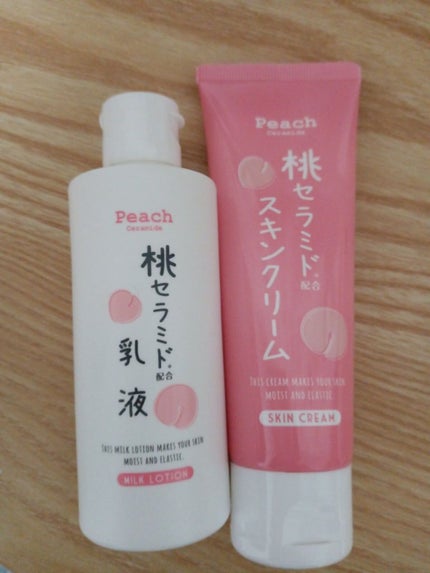 Peach
Ceramide
桃セラミド®配合
乳液
THIS MILK LOTION MAKES YOUR SKIN
MOIST AND ELASTIC.
MILK LOTION
Peach
Ceramide
桃セラミド®配合
スキンクリーム
THIS CREAM MAKES YOUR SKIN
MOIST AND ELASTIC.
SKIN CREAM